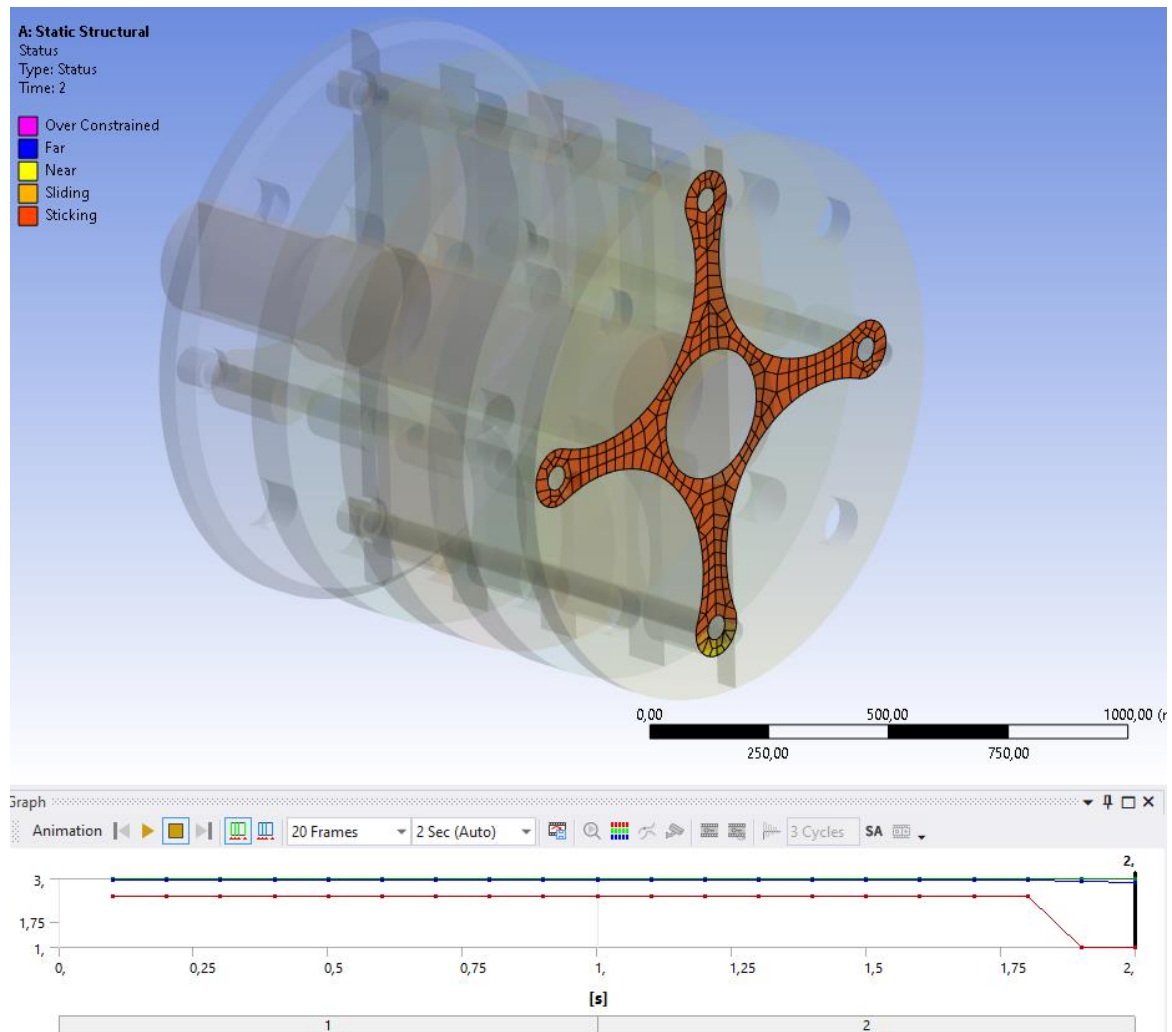 A: Static Structural
Status
Type: Status
Time: 2
Over Constrained
Far
Near
Sliding
Sticking
0,00 500,00 1000,00 (r
250,00 750,00
Graph
Animation 20 Frames 2 Sec (Auto) 3 Cycles SA
2,
3,
1,75
1,
0, 0,25 0,5 0,75 1, 1,25 1,5 1,75 2,
[s]
1 2